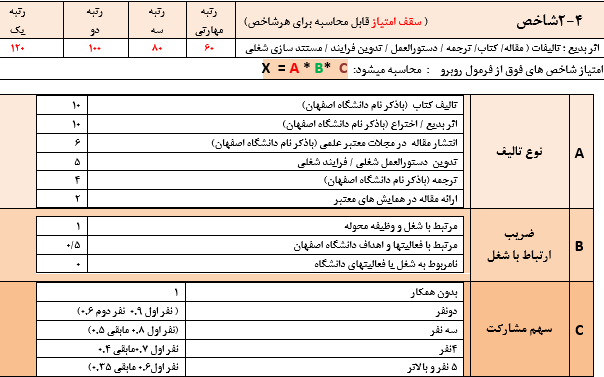 ۲-۴شاخص ( سقف امتیاز قابل محاسبه برای هرشاخص) رتبه مهارتی رتبه سه رتبه دو رتبه یک
اثر بدیع ؛ تالیفات ( مقاله/ کتاب/ ترجمه / دستورالعمل / تدوین فرایند / مستند سازی شغلی ۶۰ ۸۰ ۱۰۰ ۱۲۰
امتیاز شاخص های فوق از فرمول روبرو : محاسبه میشود: X = A * B* C
A نوع تالیف
تالیف کتاب (باذکر نام دانشگاه اصفهان) ۱۰
اثر بدیع / اختراع (باذکر نام دانشگاه اصفهان) ۱۰
انتشار مقاله در مجلات معتبر علمی (باذکر نام دانشگاه اصفهان) ۶
تدوین دستورالعمل شغلی / فرایند شغلی ۵
ترجمه (باذکر نام دانشگاه اصفهان) ۴
ارائه مقاله در همایش های معتبر ۲
B ضریب ارتباط با شغل
مرتبط با شغل و وظیفه محوله ۱
مرتبط با فعالیتها و اهداف دانشگاه اصفهان ۰/۵
نامربوط به شغل یا فعالیتهای دانشگاه ۰
C سهم مشارکت
بدون همکار ۱
دونفر ( نفر اول ۰.۹ نفر دوم ۰.۶)
سه نفر (نفر اول ۰.۸ مابقی ۰.۵)
۴نفر نفر اول ۰.۷مابقی ۰.۴)
۵ نفر و بالاتر نفر اول۰.۶ مابقی ۰.۳۵)